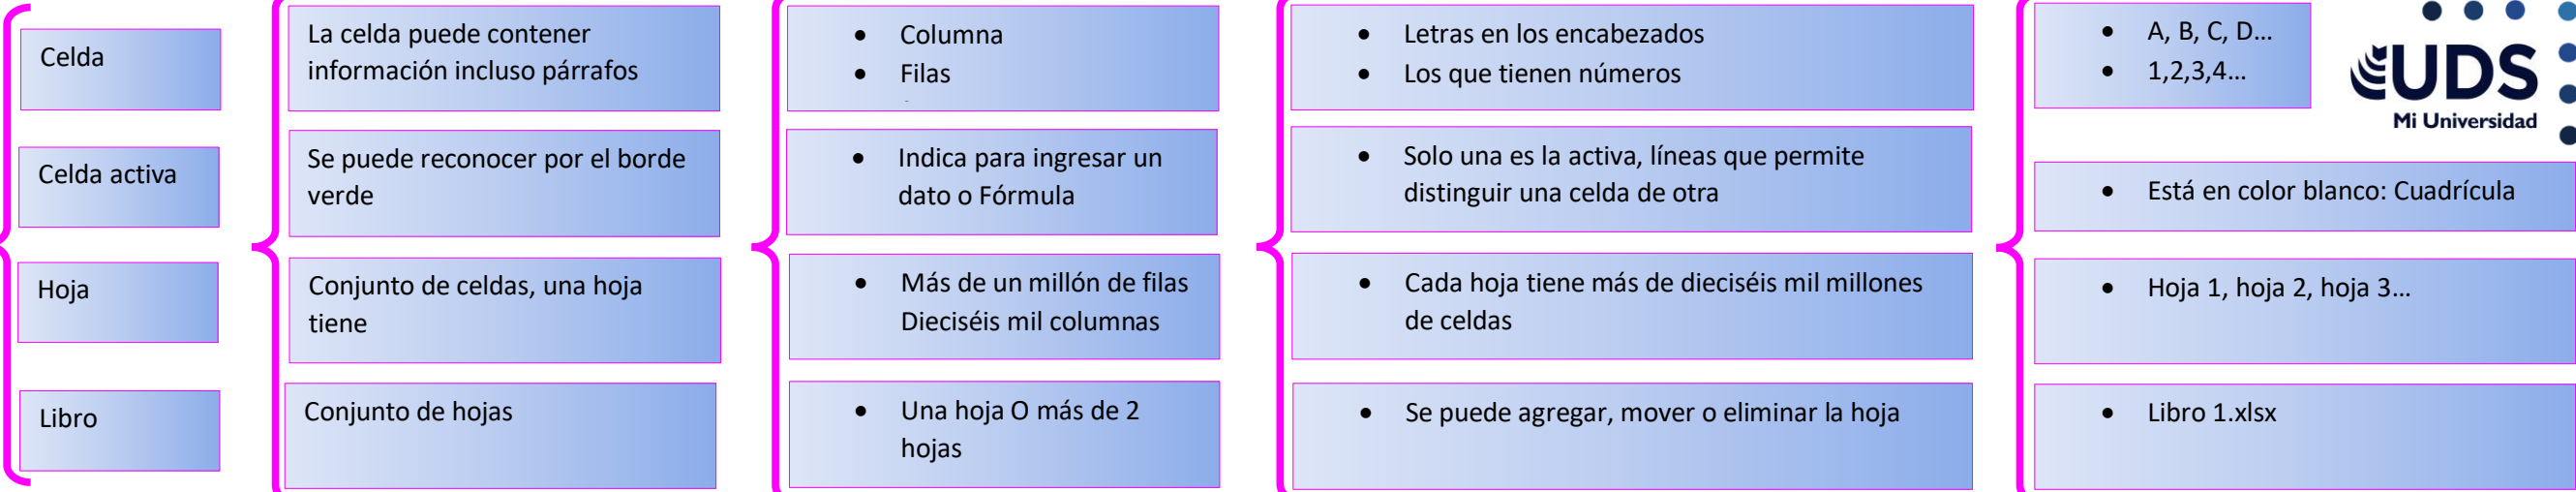 Celda
La celda puede contener
información incluso párrafos
• Columna
• Filas
• Letras en los encabezados
• Los que tienen números
• A, B, C, D...
• 1,2,3,4...
UDS
Mi Universidad
Celda activa
Se puede reconocer por el borde
verde
• Indica para ingresar un
dato o Fórmula
• Solo una es la activa, líneas que permite
distinguir una celda de otra
• Está en color blanco: Cuadrícula
Hoja
Conjunto de celdas, una hoja
tiene
• Más de un millón de filas
Dieciséis mil columnas
• Cada hoja tiene más de dieciséis mil millones
de celdas
• Hoja 1, hoja 2, hoja 3...
Libro
Conjunto de hojas
• Una hoja O más de 2
hojas
• Se puede agregar, mover o eliminar la hoja
• Libro 1.xlsx